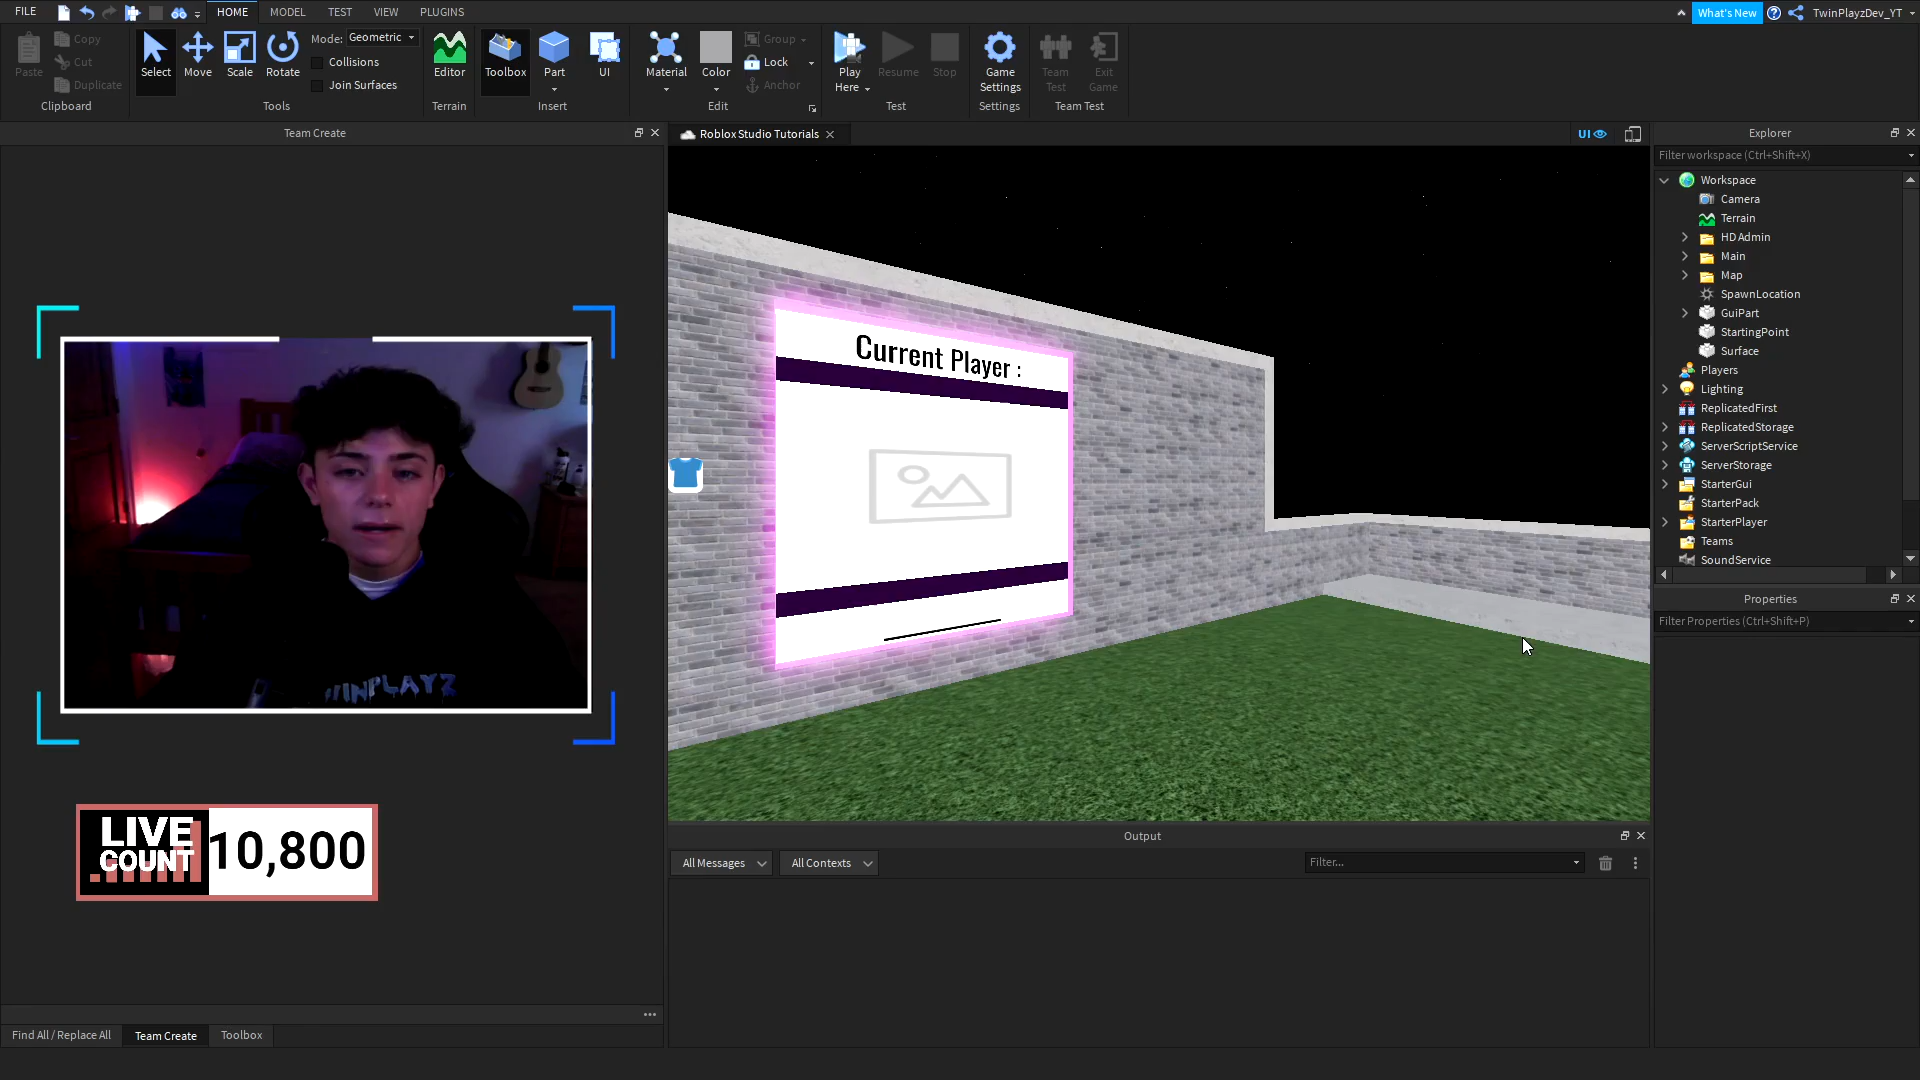 FILE
HOME
MODEL
TEST
VIEW
PLUGINS
What's New
TwinPlayzDev_YT
Paste
Copy
Cut
Duplicate
Clipboard
Select
Move
Scale
Rotate
Mode: Geometric
Collisions
Join Surfaces
Tools
Editor
Terrain
Toolbox
Part
UI
Insert
Material
Color
Group
Lock
Anchor
Edit
Play
Here
Resume
Stop
Test
Game
Settings
Settings
Team
Test
Exit
Game
Team Test
Team Create
Roblox Studio Tutorials
UI
Explorer
Filter workspace (Ctrl+Shift+X)
Workspace
Camera
Terrain
HD Admin
Main
Map
SpawnLocation
GuiPart
StartingPoint
Surface
Players
Lighting
ReplicatedFirst
ReplicatedStorage
ServerScriptService
ServerStorage
StarterGui
StarterPack
StarterPlayer
Teams
SoundService
Properties
Filter Properties (Ctrl+Shift+P)
Current Player :
LIVE
COUNT
10,800
Output
All Messages
All Contexts
Filter...
Find All / Replace All
Team Create
Toolbox